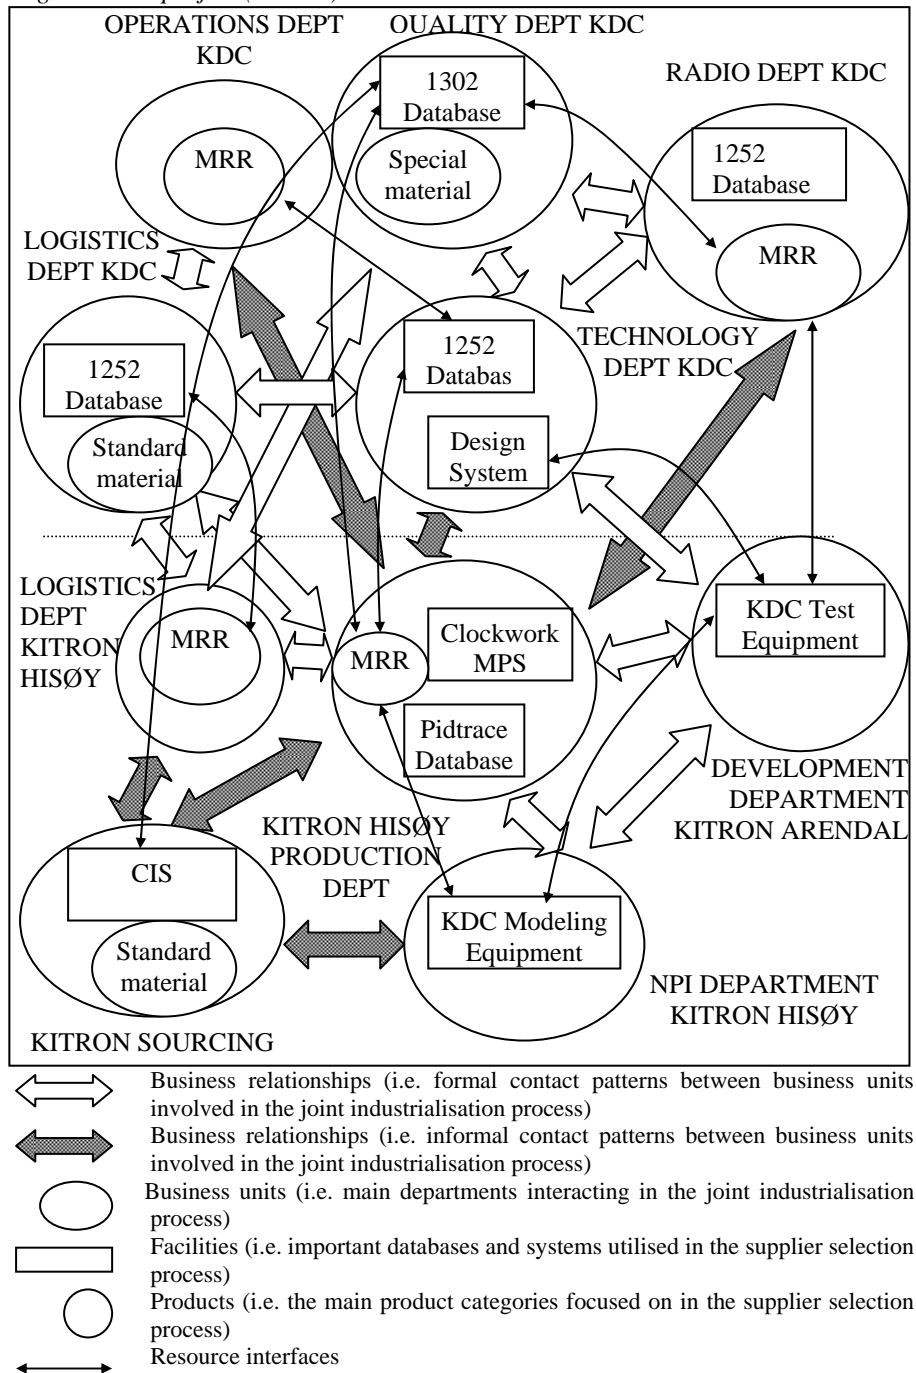 OPERATIONS DEPT
KDC
QUALITY DEPT KDC
RADIO DEPT KDC
1302
Database
MRR
Special
material
1252
Database
MRR
LOGISTICS
DEPT KDC
1252
Database
Standard
material
1252
Databas
Design
System
TECHNOLOGY
DEPT KDC
LOGISTICS
DEPT
KITRON
HISØY
MRR
MRR
Clockwork
MPS
Pidtrace
Database
KDC Test
Equipment
DEVELOPMENT
DEPARTMENT
KITRON ARENDAL
KITRON HISØY
PRODUCTION
DEPT
CIS
Standard
material
KITRON SOURCING
KDC Modeling
Equipment
NPI DEPARTMENT
KITRON HISØY
Business relationships (i.e. formal contact patterns between business units
involved in the joint industrialisation process)
Business relationships (i.e. informal contact patterns between business units
involved in the joint industrialisation process)
Business units (i.e. main departments interacting in the joint industrialisation
process)
Facilities (i.e. important databases and systems utilised in the supplier selection
process)
Products (i.e. the main product categories focused on in the supplier selection
process)
Resource interfaces